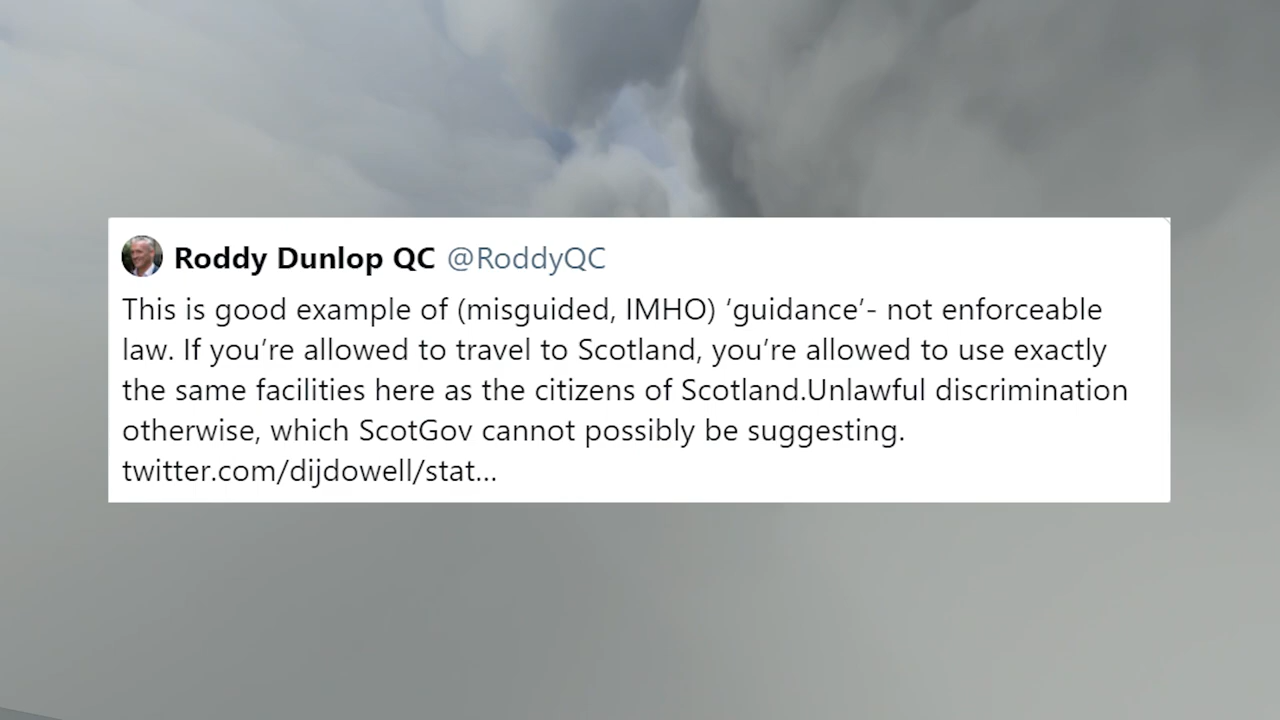 Roddy Dunlop QC @RoddyQC
This is good example of (misguided, IMHO) ‘guidance’- not enforceable
law. If you’re allowed to travel to Scotland, you’re allowed to use exactly
the same facilities here as the citizens of Scotland.Unlawful discrimination
otherwise, which ScotGov cannot possibly be suggesting.
twitter.com/dijdowell/stat...